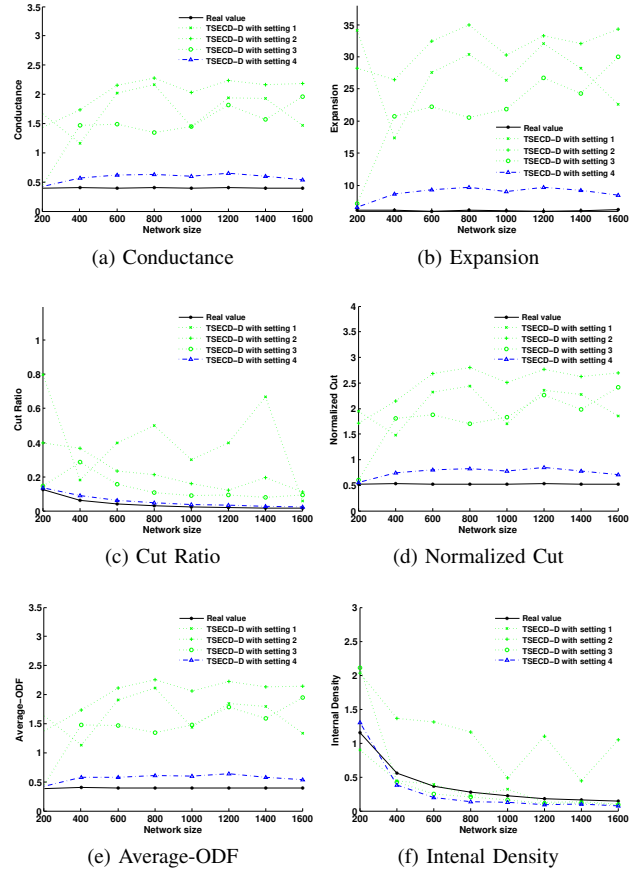 3.5
3
2.5
2
1.5
1
0.5
0
Conductance
Real value
TSECD−D with setting 1
TSECD−D with setting 2
TSECD−D with setting 3
TSECD−D with setting 4
200 400 600 800 1000 1200 1400 1600
Network size
(a) Conductance
35
30
25
20
15
10
Expansion
Real value
TSECD−D with setting 1
TSECD−D with setting 2
TSECD−D with setting 3
TSECD−D with setting 4
200 400 600 800 1000 1200 1400 1600
Network size
(b) Expansion
1
0.8
0.6
0.4
0.2
0
Cut Ratio
Real value
TSECD−D with setting 1
TSECD−D with setting 2
TSECD−D with setting 3
TSECD−D with setting 4
200 400 600 800 1000 1200 1400 1600
Network size
(c) Cut Ratio
4
3.5
3
2.5
2
1.5
1
0.5
0
Normalized Cut
Real value
TSECD−D with setting 1
TSECD−D with setting 2
TSECD−D with setting 3
TSECD−D with setting 4
200 400 600 800 1000 1200 1400 1600
Network size
(d) Normalized Cut
3.5
3
2.5
2
1.5
1
0.5
0
Average−ODF
Real value
TSECD−D with setting 1
TSECD−D with setting 2
TSECD−D with setting 3
TSECD−D with setting 4
200 400 600 800 1000 1200 1400 1600
Network size
(e) Average-ODF
3
2.5
2
1.5
1
0.5
0
Internal Density
Real value
TSECD−D with setting 1
TSECD−D with setting 2
TSECD−D with setting 3
TSECD−D with setting 4
200 400 600 800 1000 1200 1400 1600
Network size
(f) Intenal Density